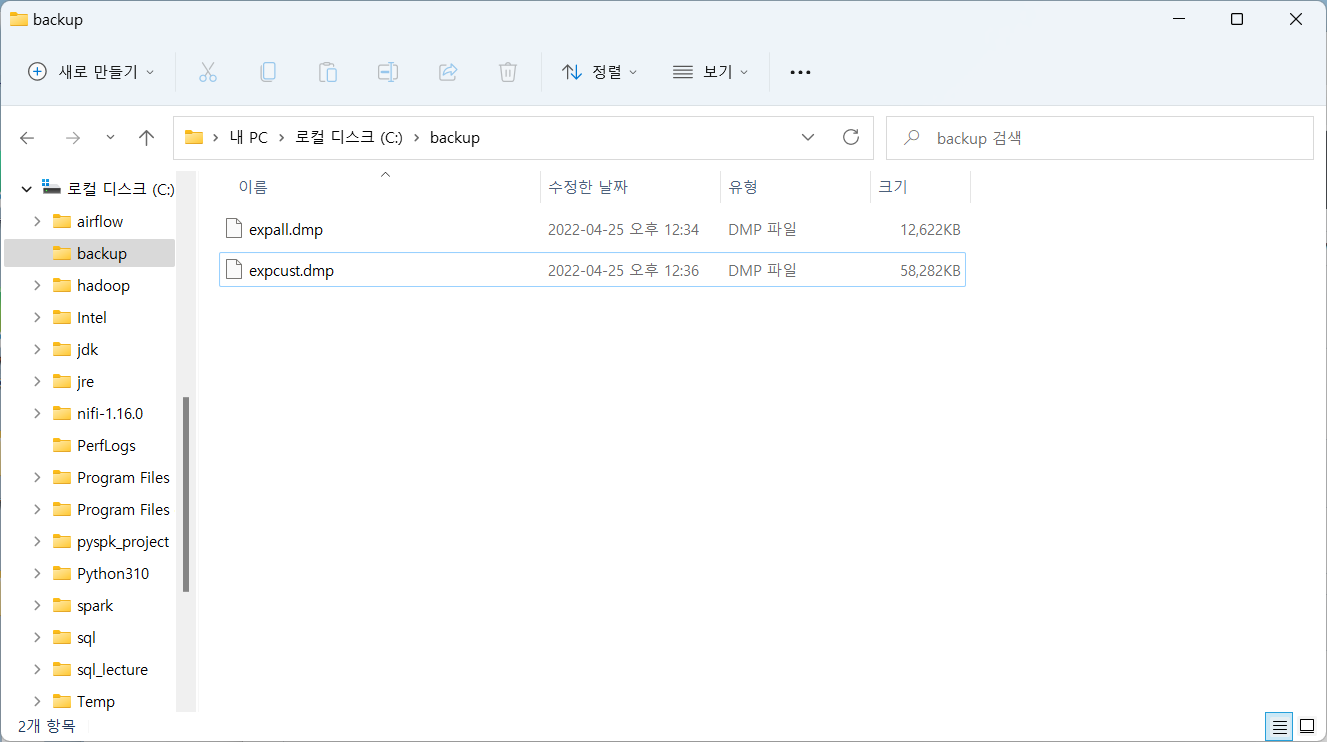 backup
새로 만들기
정렬
보기
내 PC > 로컬 디스크 (C:) > backup
backup 검색
이름 수정한 날짜 유형 크기
expall.dmp 2022-04-25 오후 12:34 DMP 파일 12,622KB
expcust.dmp 2022-04-25 오후 12:36 DMP 파일 58,282KB
로컬 디스크 (C:)
airflow
backup
hadoop
Intel
jdk
jre
nifi-1.16.0
PerfLogs
Program Files
Program Files
pyspk_project
Python310
spark
sql
sql_lecture
Temp
2개 항목